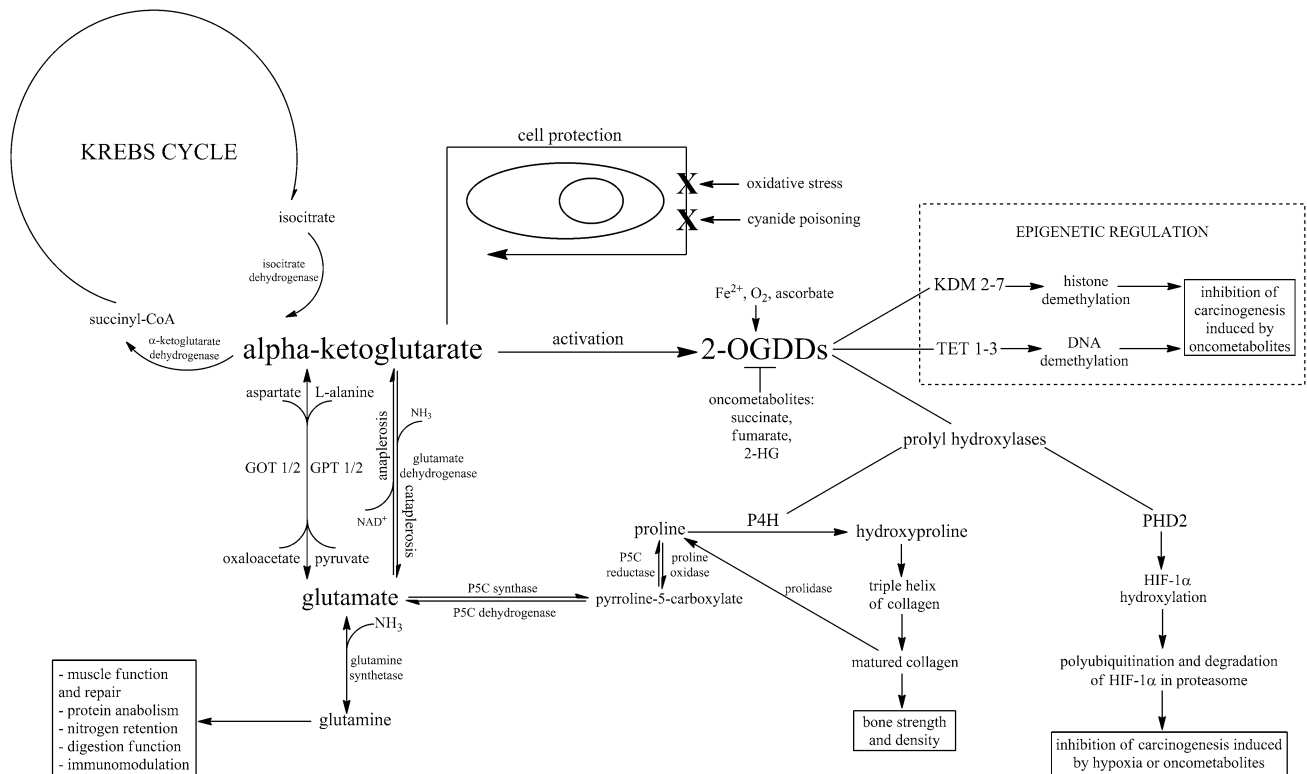 KREBS CYCLE
isocitrate
isocitrate
dehydrogenase
succinyl-CoA
α-ketoglutarate
dehydrogenase
alpha-ketoglutarate
cell protection
X
oxidative stress
X
cyanide poisoning
activation
Fe2+, O2, ascorbate
2-OGDDs
oncometabolites:
succinate,
fumarate,
2-HG
EPIGENETIC REGULATION
KDM 2-7
histone
demethylation
TET 1-3
DNA
demethylation
inhibition of
carcinogenesis
induced by
oncometabolites
prolyl hydroxylases
aspartate
L-alanine
GOT 1/2
GPT 1/2
oxaloacetate
pyruvate
anaplerosis
cataplerosis
NH3
glutamate
dehydrogenase
NAD+
glutamate
P5C synthase
P5C dehydrogenase
pyrroline-5-carboxylate
P5C
reductase
proline
oxidase
proline
P4H
hydroxyproline
triple helix
of collagen
matured collagen
prolidase
bone strength
and density
PHD2
HIF-1α
hydroxylation
polyubiquitination and degradation
of HIF-1α in proteasome
inhibition of carcinogenesis induced
by hypoxia or oncometabolites
NH3
glutamine
synthetase
glutamine
- muscle function
and repair
- protein anabolism
- nitrogen retention
- digestion function
- immunomodulation